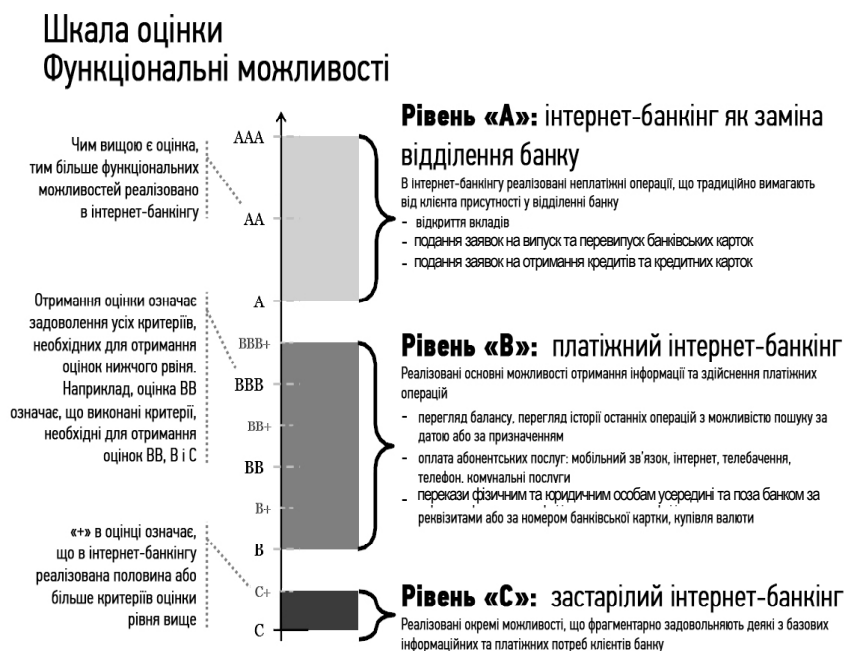 Шкала оцінки
Функціональні можливості
Чим вищою є оцінка,
тим більше функціональних
можливостей реалізовано
в інтернет-банкінгу
Отримання оцінки означає
задоволення усіх критеріїв,
необхідних для отримання
оцінок нижчого рвіня.
Наприклад, оцінка ВВ
означає, що виконані критерії,
необхідні для отримання
оцінок ВВ, В і С
«+» в оцінці означає,
що в інтернет-банкінгу
реалізована половина або
більше критеріїв оцінки
рівня вище
AAA
AA
A
BBB+
BBB
BB+
BB
B+
B
C+
C
Рівень «А»: інтернет-банкінг як заміна
відділення банку
В інтернет-банкінгу реалізовані неплатіжні операції, що традиційно вимагають
від клієнта присутності у відділенні банку
- відкриття вкладів
- подання заявок на випуск та перевипуск банківських карток
- подання заявок на отримання кредитів та кредитних карток
Рівень «В»: платіжний інтернет-банкінг
Реалізовані основні можливості отримання інформації та здійснення платіжних
операцій
- перегляд балансу, перегляд історії останніх операцій з можливістю пошуку за
датою або за призначенням
- оплата абонентських послуг: мобільний зв'язок, інтернет, телебачення,
телефон, комунальні послуги
- перекази фізичним та юридичним особам усередині та поза банком за
реквізитами або за номером банківської картки, купівля валюти
Рівень «С»: застарілий інтернет-банкінг
Реалізовані окремі можливості, що фрагментарно задовольняють деякі з базових
інформаційних та платіжних потреб клієнтів банку